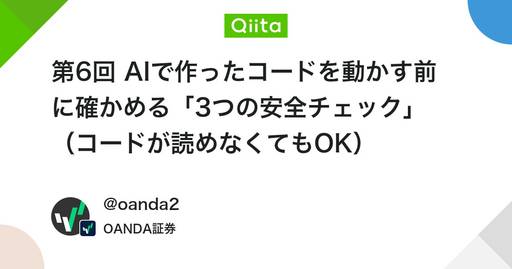 Qiita
第6回 AIで作ったコードを動かす前
に確かめる「3つの安全チェック」
（コードが読めなくてもOK）
@oanda2
OANDA証券